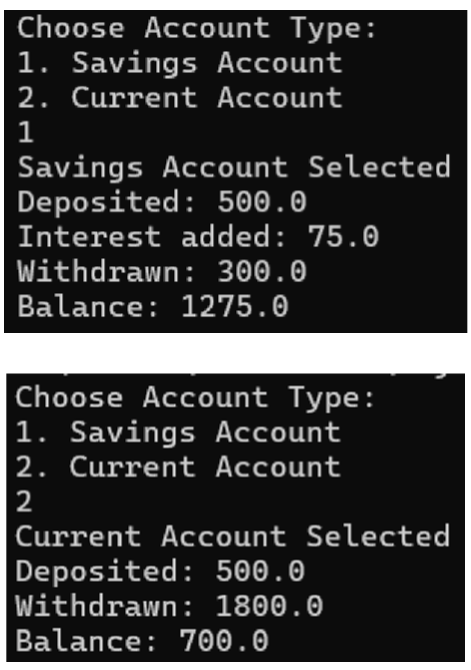 Choose Account Type:
1. Savings Account
2. Current Account
1
Savings Account Selected
Deposited: 500.0
Interest added: 75.0
Withdrawn: 300.0
Balance: 1275.0
Choose Account Type:
1. Savings Account
2. Current Account
2
Current Account Selected
Deposited: 500.0
Withdrawn: 1800.0
Balance: 700.0